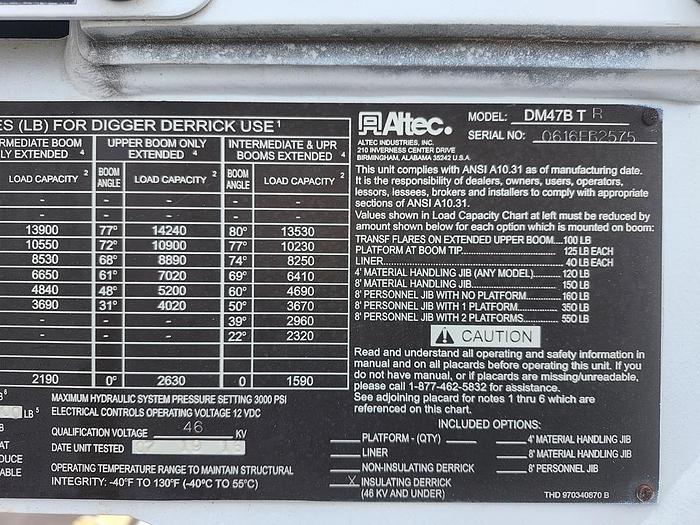 ES (LB) FOR DIGGER DERRICK USE 1
RMEDIATE BOOM UPPER BOOM ONLY INTERMEDIATE & UPR
LY EXTENDED 4 EXTENDED 4 BOOMS EXTENDED 4
LOAD CAPACITY 2 BOOM ANGLE LOAD CAPACITY 2 BOOM ANGLE LOAD CAPACITY 2
- - - - -
- - - - -
13900 77° 14240 80° 13530
10550 72° 10900 77° 10230
8530 68° 8890 74° 8250
6650 61° 7020 69° 6410
4840 48° 5200 60° 4690
3690 31° 4020 50° 3670
- - - 39° 2960
- - - 22° 2320
2190 0° 2630 0 1590
MAXIMUM HYDRAULIC SYSTEM PRESSURE SETTING 3000 PSI
LB 5 ELECTRICAL CONTROLS OPERATING VOLTAGE 12 VDC
QUALIFICATION VOLTAGE 46 KV
DATE UNIT TESTED
OPERATING TEMPERATURE RANGE TO MAINTAIN STRUCTURAL
INTEGRITY: -40°F TO 130°F (-40°C TO 55°C)
AT
DUCE
ABLE
Altec.
ALTEC INDUSTRIES, INC.
210 INVERNESS CENTER DRIVE
BIRMINGHAM, ALABAMA 35242 U.S.A.
MODEL: DM47B T R
SERIAL NO: 0616FR2575
This unit complies with ANSI A10.31 as of manufacturing date.
It is the responsibility of dealers, owners, users, operators,
lessors, lessees, brokers and installers to comply with appropriate
sections of ANSI A10.31.
Values shown in Load Capacity Chart at left must be reduced by
amount shown below for each option which is mounted on boom:
TRANSF FLARES ON EXTENDED UPPER BOOM....100 LB
PLATFORM AT BOOM TIP........125 LB EACH
LINER........40 LB EACH
4' MATERIAL HANDLING JIB (ANY MODEL)........120 LB
8' MATERIAL HANDLING JIB........150 LB
8' PERSONNEL JIB WITH NO PLATFORM........160 LB
8' PERSONNEL JIB WITH 1 PLATFORM........350 LB
8' PERSONNEL JIB WITH 2 PLATFORMS........550 LB
CAUTION
Read and understand all operating and safety information in
manual and on all placards before operating this unit. If you
do not have manual, or if placards are missing/unreadable,
please call 1-877-462-5832 for assistance.
See adjoining placard for notes 1 thru 6 which are
referenced on this chart.
INCLUDED OPTIONS:
PLATFORM - (QTY) 4' MATERIAL HANDLING JIB
LINER 8' MATERIAL HANDLING JIB
NON-INSULATING DERRICK 8' PERSONNEL JIB
X INSULATING DERRICK
(46 KV AND UNDER)
THD 970340870 B